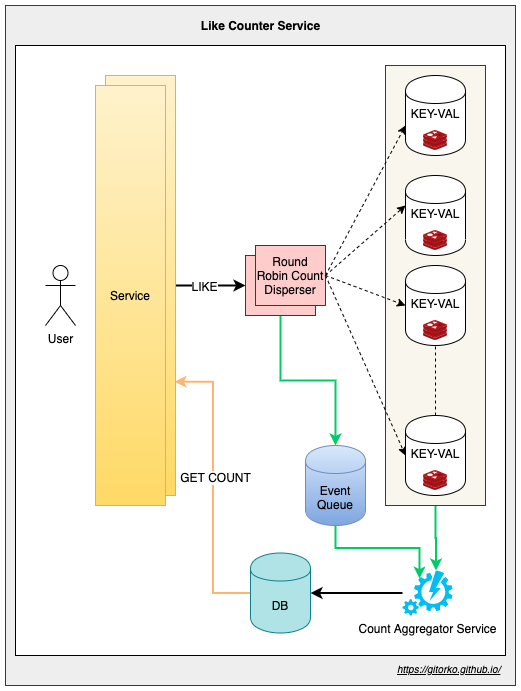 Like Counter Service
KEY-VAL
KEY-VAL
KEY-VAL
KEY-VAL
Round
Robin Count
Disperser
LIKE
Service
User
GET COUNT
Event
Queue
DB
Count Aggregator Service
https://gitorko.github.io/